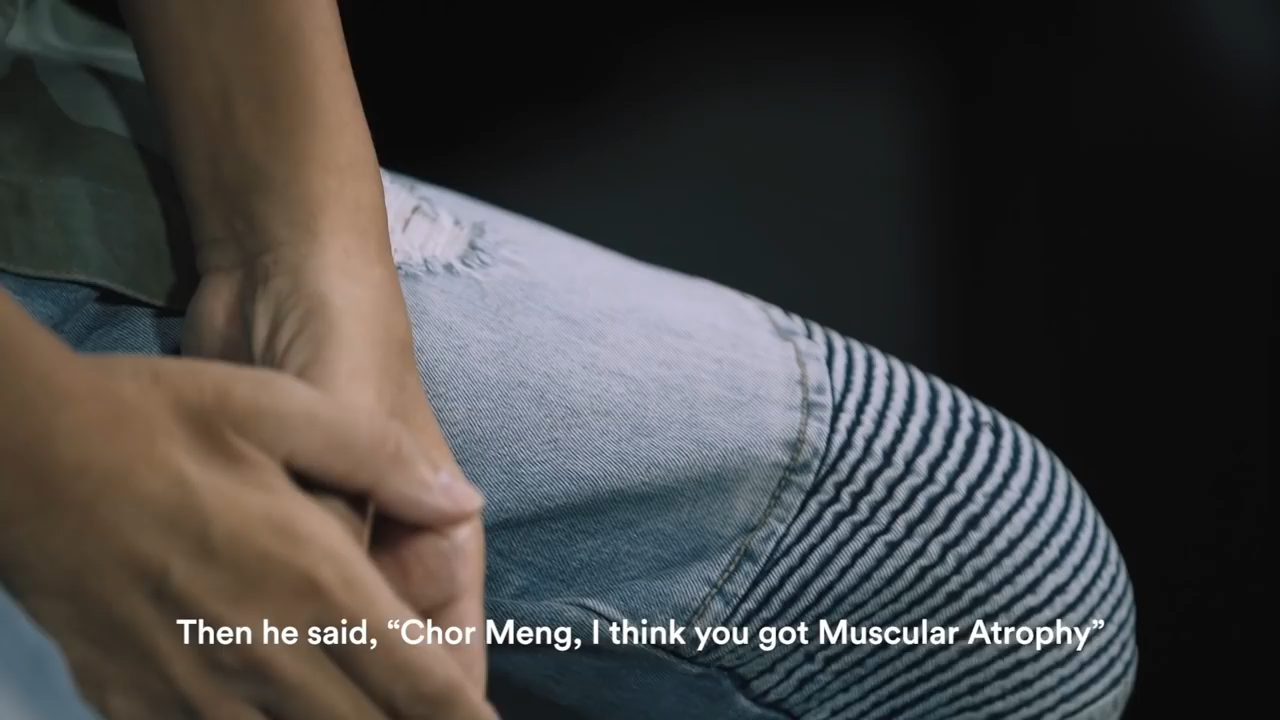 Then he said, “Chor Meng, I think you got Muscular Atrophy”